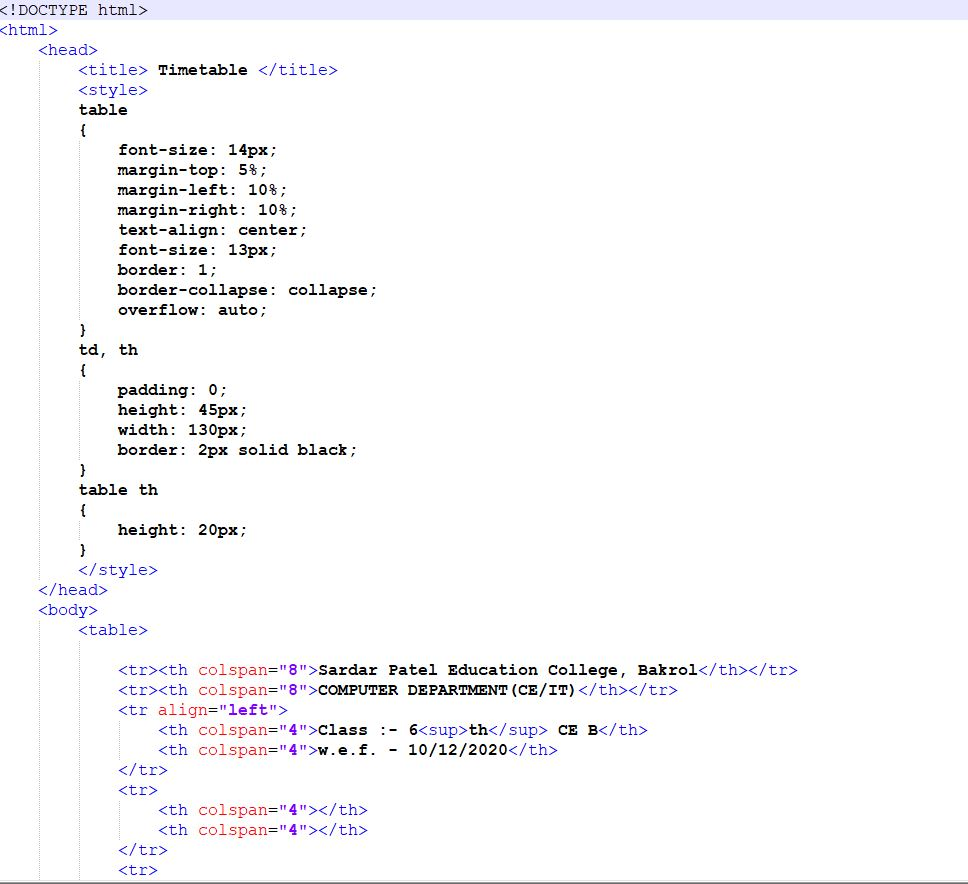 <!DOCTYPE html>
<html>
    <head>
        <title> Timetable </title>
        <style>
        table
        {
            font-size: 14px;
            margin-top: 5%;
            margin-left: 10%;
            margin-right: 10%;
            text-align: center;
            font-size: 13px;
            border: 1;
            border-collapse: collapse;
            overflow: auto;
        }
        td, th
        {
            padding: 0;
            height: 45px;
            width: 130px;
            border: 2px solid black;
        }
        table th
        {
            height: 20px;
        }
        </style>
    </head>
    <body>
        <table>
            <tr><th colspan="8">Sardar Patel Education College, Bakrol</th></tr>
            <tr><th colspan="8">COMPUTER DEPARTMENT(CE/IT)</th></tr>
            <tr align="left">
                <th colspan="4">Class :- 6<sup>th</sup> CE B</th>
                <th colspan="4">w.e.f. - 10/12/2020</th>
            </tr>
            <tr>
                <th colspan="4"></th>
                <th colspan="4"></th>
            </tr>
            <tr>